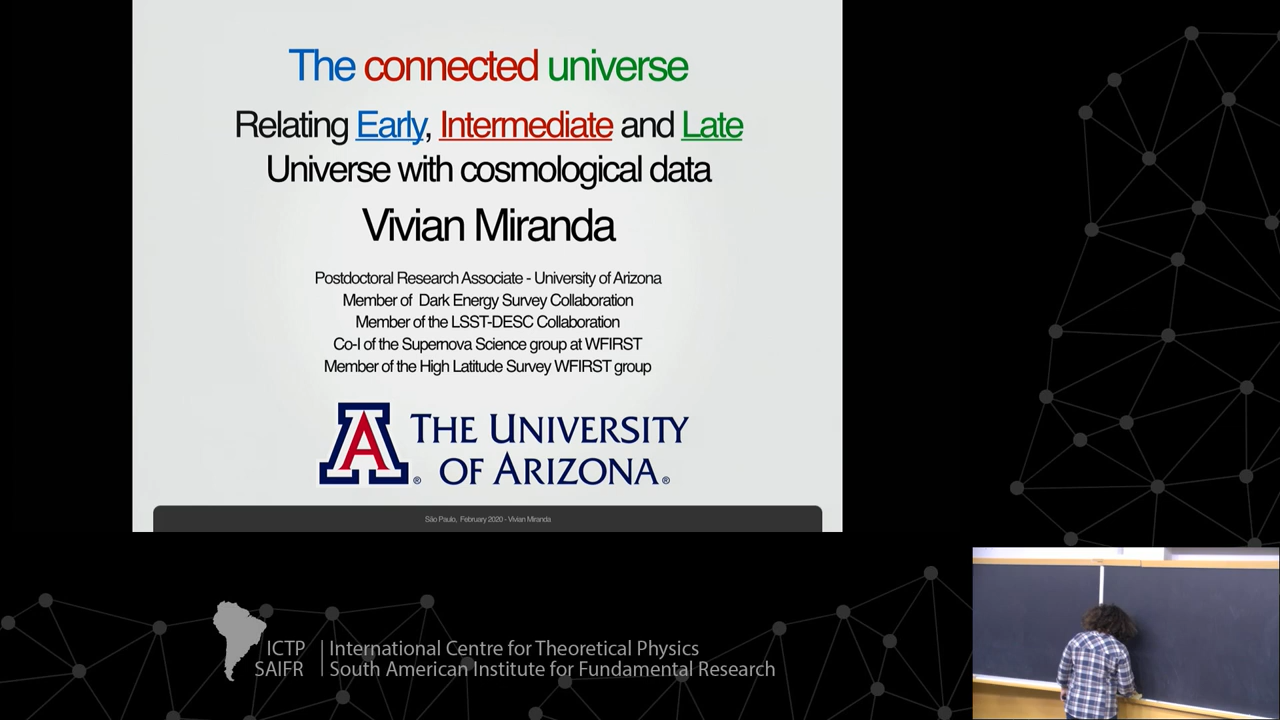 The connected universe
Relating Early, Intermediate and Late
Universe with cosmological data
Vivian Miranda
Postdoctoral Research Associate - University of Arizona
Member of Dark Energy Survey Collaboration
Member of the LSST-DESC Collaboration
Co-I of the Supernova Science group at WFIRST
Member of the High Latitude Survey WFIRST group
A® THE UNIVERSITY
OF ARIZONA®
São Paulo, February 2020 - Vivian Miranda
ICTP International Centre for Theoretical Physics
SAIFR South American Institute for Fundamental Research